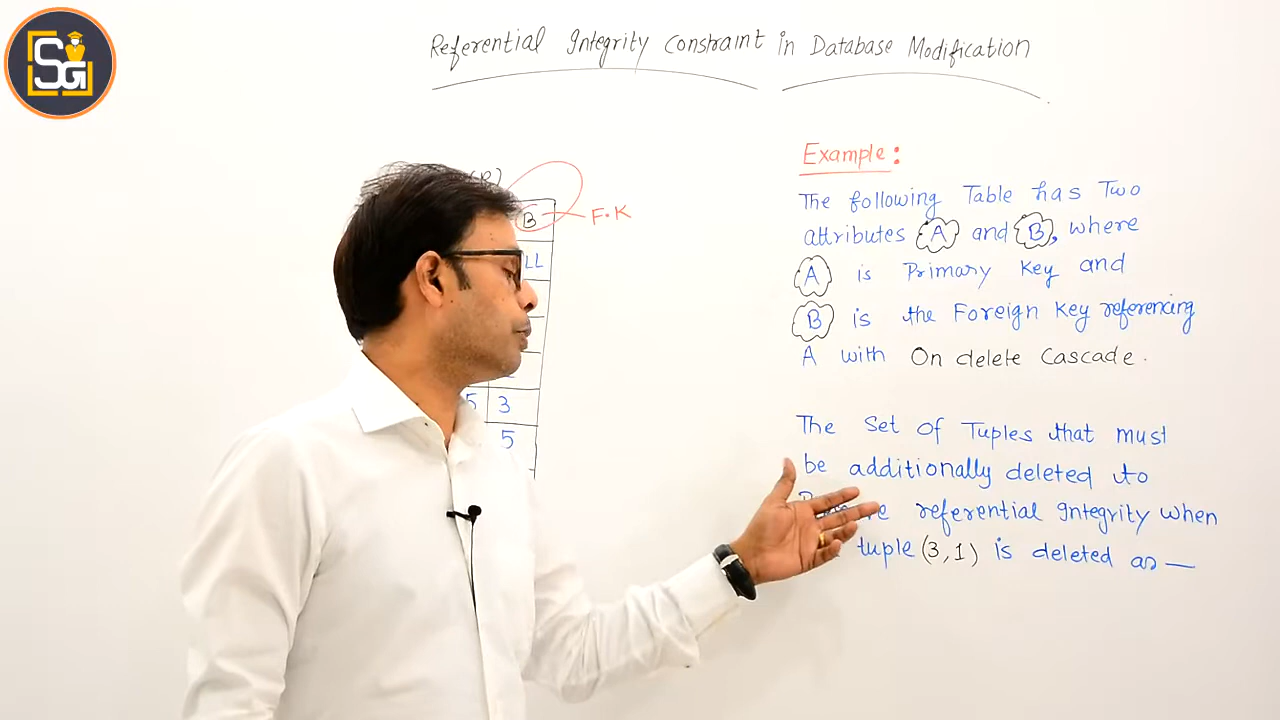 SG
Referential Integrity Constraint in Database Modification
(R)
B
F.K
LL
5 3
5
Example:
The following Table has Two
attributes A and B, where
A is Primary Key and
B is the Foreign Key referencing
A with On delete Cascade.
The Set Of Tuples that must
be additionally deleted to
referential Integrity when
tuple (3,1) is deleted as —